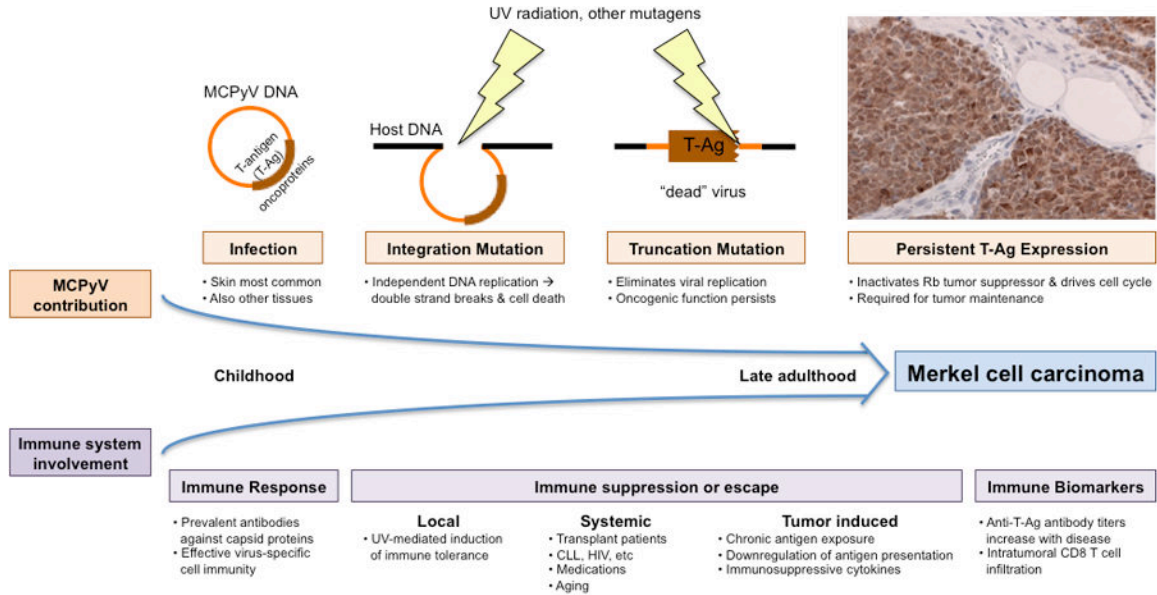 UV radiation, other mutagens
MCPyV DNA
T-antigen
(T-Ag)
oncoproteins
Host DNA
T-Ag
“dead” virus
Infection
• Skin most common
• Also other tissues
Integration Mutation
• Independent DNA replication →
double strand breaks & cell death
Truncation Mutation
• Eliminates viral replication
• Oncogenic function persists
Persistent T-Ag Expression
• Inactivates Rb tumor suppressor & drives cell cycle
• Required for tumor maintenance
MCPyV
contribution
Childhood
Late adulthood
Merkel cell carcinoma
Immune system
involvement
Immune Response
• Prevalent antibodies
against capsid proteins
• Effective virus-specific
cell immunity
Immune suppression or escape
Local
• UV-mediated induction
of immune tolerance
Systemic
• Transplant patients
• CLL, HIV, etc
• Medications
• Aging
Tumor induced
• Chronic antigen exposure
• Downregulation of antigen presentation
• Immunosuppressive cytokines
Immune Biomarkers
• Anti-T-Ag antibody titers
increase with disease
• Intratumoral CD8 T cell
infiltration